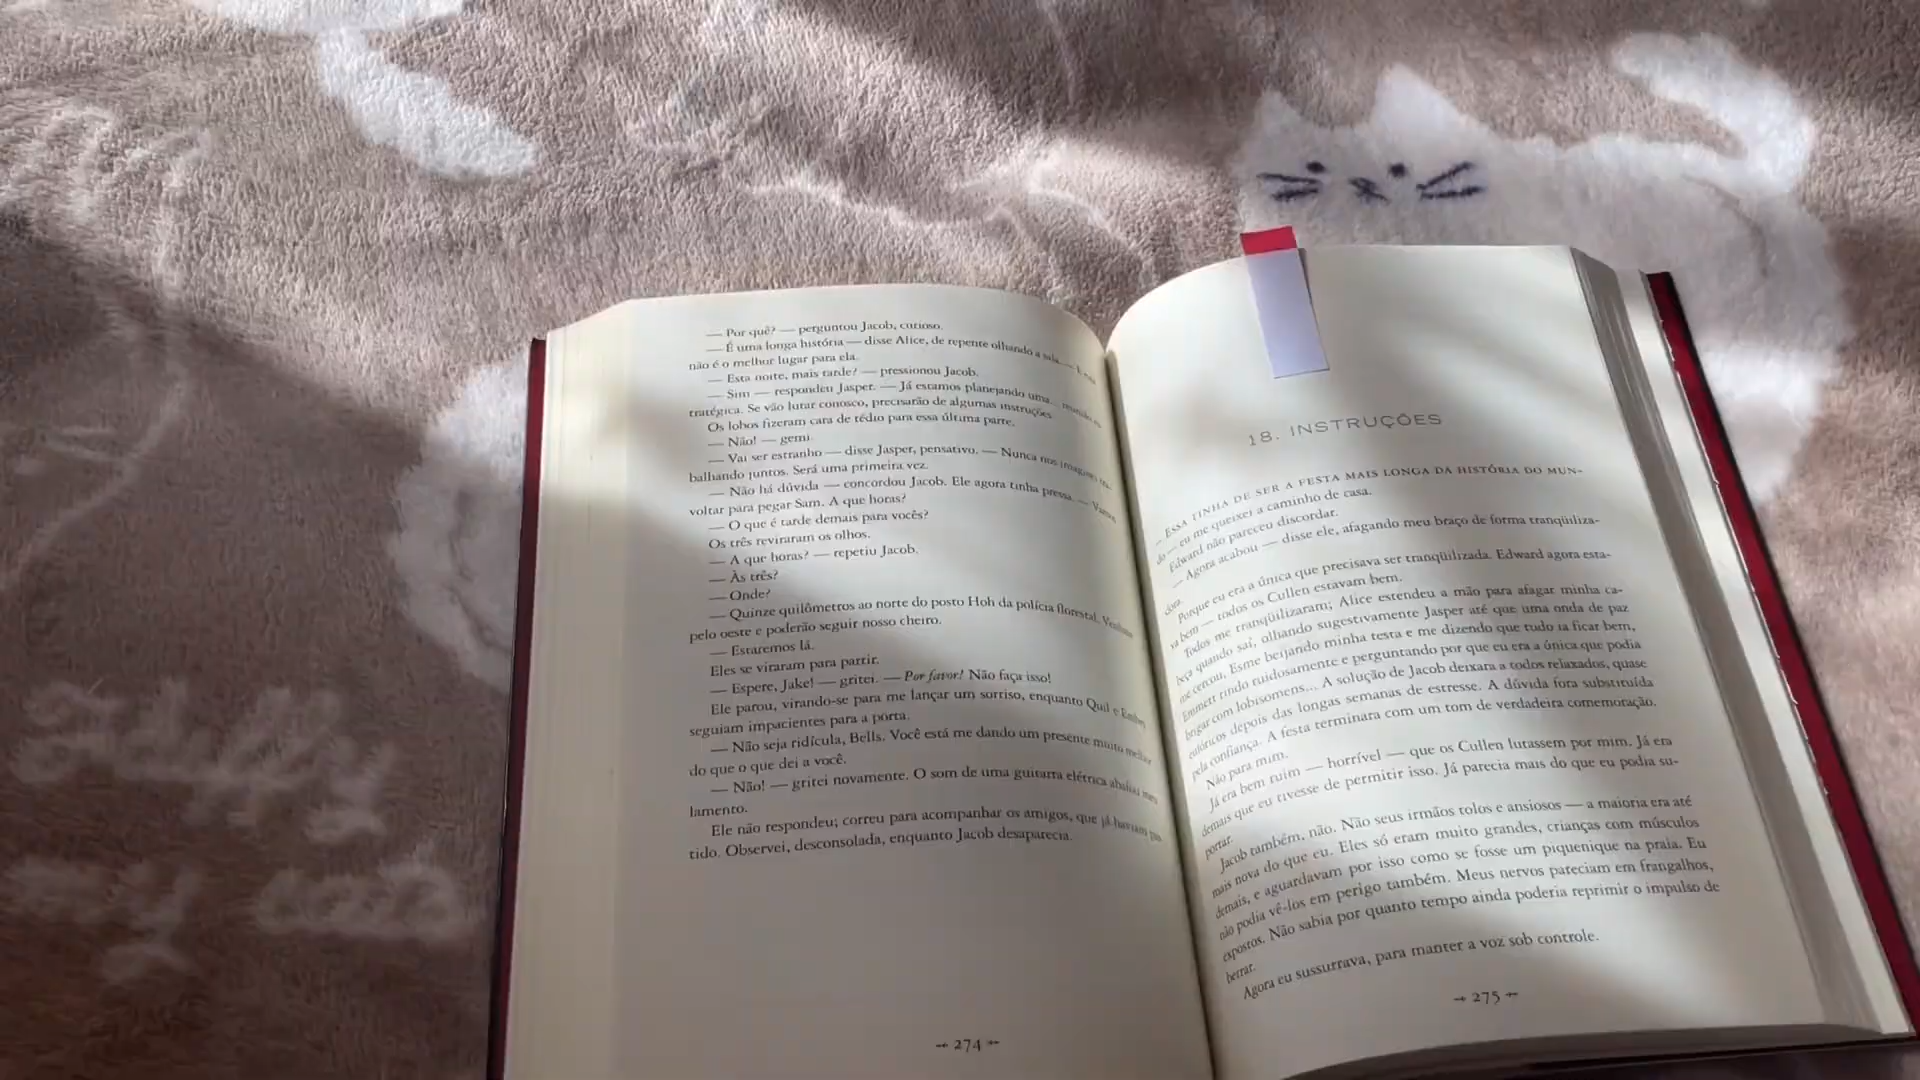 — Por quê? — perguntou Jacob, curioso.
— É uma longa história — disse Alice, de repente olhando a sala. —
não é o melhor lugar para ela.
— Esta noite, mais tarde? — pressionou Jacob.
— Sim — respondeu Jasper. — Já estamos planejando uma...
tratégica. Se vão lutar conosco, precisarão de algumas instruções.
Os lobos fizeram cara de tédio para essa última parte.
— Não! — gemi.
— Vai ser estranho — disse Jasper, pensativo. — Nunca nos
balhando juntos. Será uma primeira vez.
— Não há dúvida — concordou Jacob. Ele agora tinha pressa. — Vamos
voltar para pegar Sam. A que horas?
— O que é tarde demais para vocês?
Os três reviraram os olhos.
— A que horas? — repetiu Jacob.
— Às três?
— Onde?
— Quinze quilômetros ao norte do posto Hoh da polícia florestal. Venham
pelo oeste e poderão seguir nosso cheiro.
— Estaremos lá.
Eles se viraram para partir.
— Espere, Jake! — gritei. — Por favor! Não faça isso!
Ele parou, virando-se para me lançar um sorriso, enquanto Quil e Embry
seguiam impacientes para a porta.
— Não seja ridícula, Bells. Você está me dando um presente muito melhor
do que o que dei a você.
— Não! — gritei novamente. O som de uma guitarra elétrica abafou meu
lamento.
Ele não respondeu; correu para acompanhar os amigos, que já haviam par-
tido. Observei, desconsolada, enquanto Jacob desaparecia.
274
18. INSTRUÇÕES
— ESSA TINHA DE SER A FESTA MAIS LONGA DA HISTÓRIA DO MUN-
do — eu me queixei a caminho de casa.
Edward não pareceu discordar.
— Agora acabou — disse ele, afagando meu braço de forma tranqüiliza-
dora.
Porque eu era a única que precisava ser tranqüilizada. Edward agora esta-
va bem — todos os Cullen estavam bem.
Todos me tranqüilizaram; Alice estendeu a mão para afagar minha ca-
beça quando saí, olhando sugestivamente Jasper até que uma onda de paz
me cercou, Esme beijando minha testa e me dizendo que tudo ia ficar bem,
Emmett rindo ruidosamente e perguntando por que eu era a única que podia
brigar com lobisomens... A solução de Jacob deixara a todos relaxados, quase
eufóricos depois das longas semanas de estresse. A dúvida fora substituída
pela confiança. A festa terminara com um tom de verdadeira comemoração.
Não para mim.
Já era bem ruim — horrível — que os Cullen lutassem por mim. Já era
demais que eu tivesse de permitir isso. Já parecia mais do que eu podia su-
portar.
Jacob também, não. Não seus irmãos tolos e ansiosos — a maioria era até
mais nova do que eu. Eles só eram muito grandes, crianças com músculos
demais, e aguardavam por isso como se fosse um piquenique na praia. Eu
não podia vê-los em perigo também. Meus nervos pareciam em frangalhos,
expostos. Não sabia por quanto tempo ainda poderia reprimir o impulso de
berrar.
Agora eu sussurrava, para manter a voz sob controle.
275